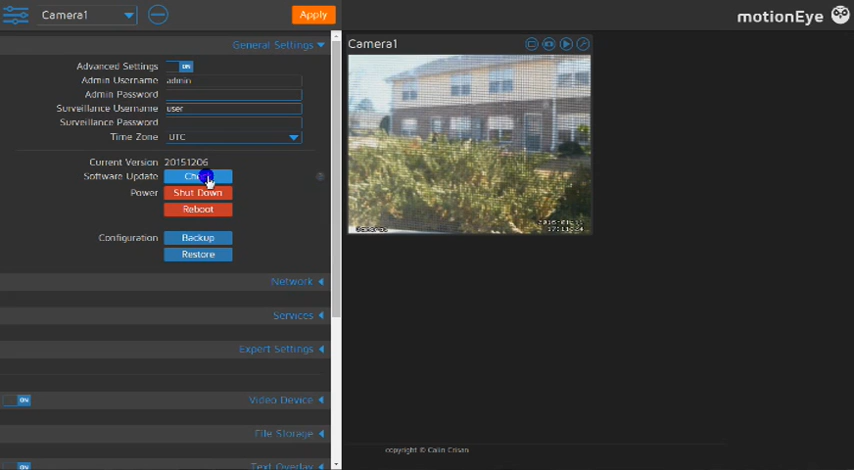 Camera1
Apply
motionEye
General Settings
Camera1
Advanced Settings ON
Admin Username admin
Admin Password
Surveillance Username user
Surveillance Password
Time Zone UTC
Current Version 20151206
Software Update
Power Shut Down
Reboot
Configuration Backup
Restore
Network
Services
Expert Settings
ON Video Device
File Storage
copyright © Calin Crisan
ON Text Overlay